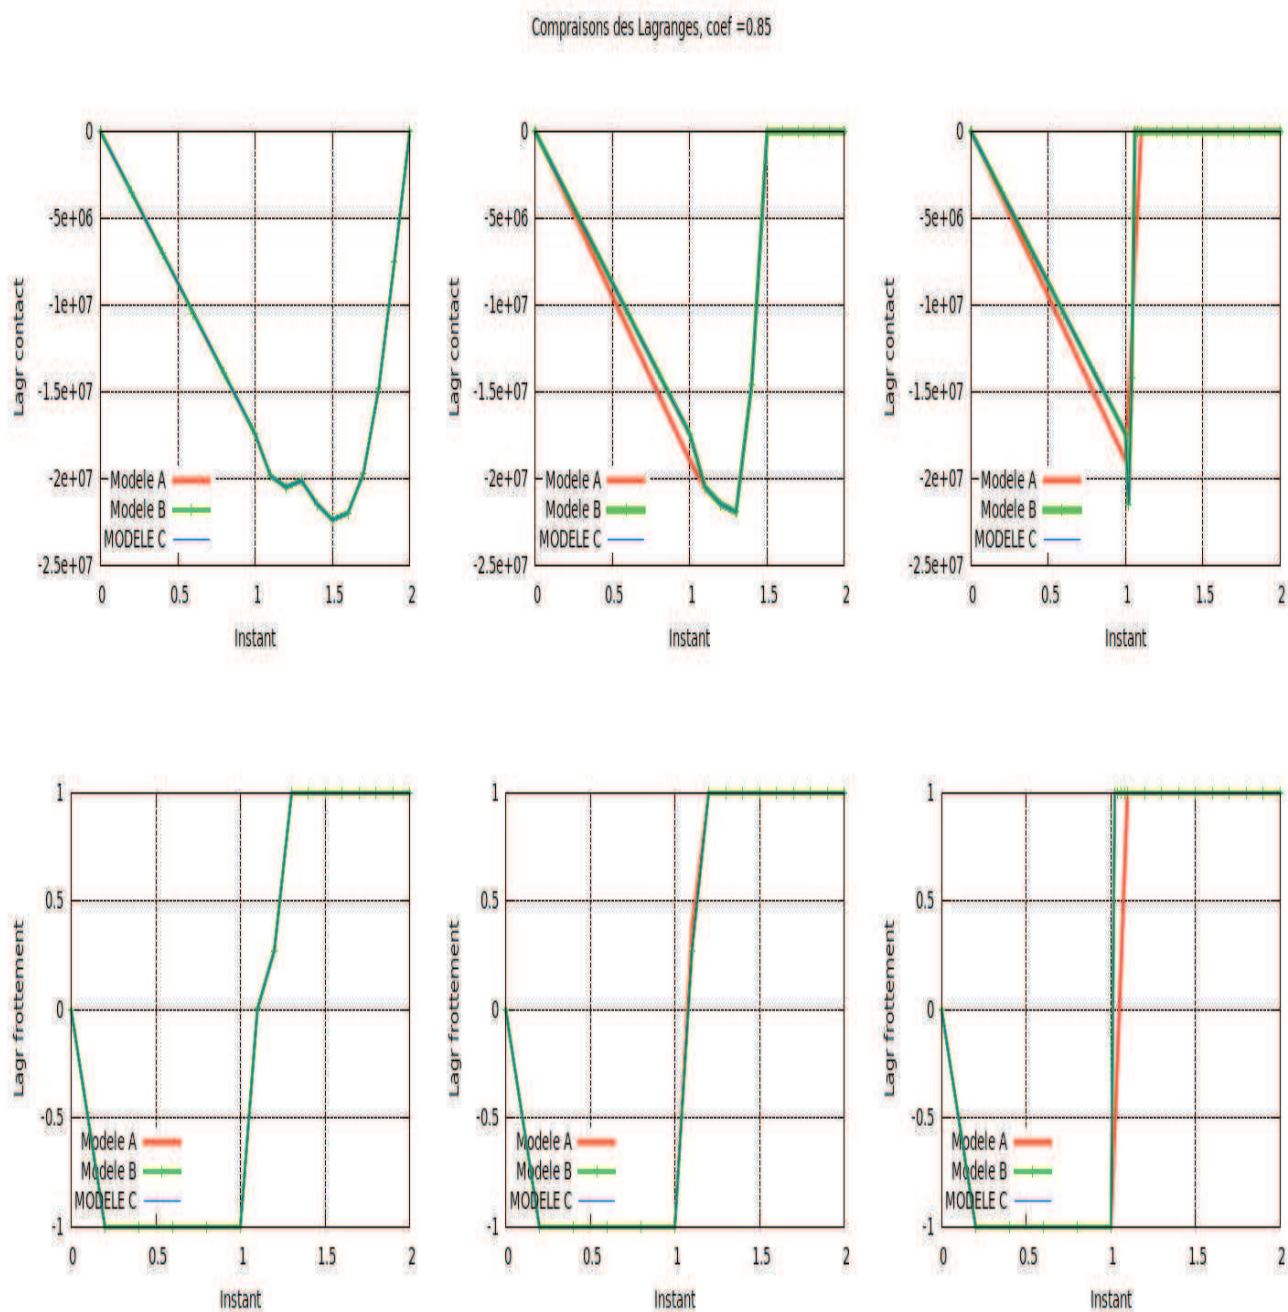 Compraisons des Lagranges, coef =0.85
Lagr contact
0
-5e+06
-1e+07
-1.5e+07
-2e+07
-2.5e+07
Modele A
Modele B
MODELE C
0 0.5 1 1.5 2
Instant
Lagr contact
0
-5e+06
-1e+07
-1.5e+07
-2e+07
-2.5e+07
Modele A
Modele B
MODELE C
0 0.5 1 1.5 2
Instant
Lagr contact
0
-5e+06
-1e+07
-1.5e+07
-2e+07
-2.5e+07
Modele A
Modele B
MODELE C
0 0.5 1 1.5 2
Instant
Lagr frottement
1
0.5
0
-0.5
-1
Modele A
Modele B
MODELE C
0 0.5 1 1.5 2
Instant
Lagr frottement
1
0.5
0
-0.5
-1
Modele A
Modele B
MODELE C
0 0.5 1 1.5 2
Instant
Lagr frottement
1
0.5
0
-0.5
-1
Modele A
Modele B
MODELE C
0 0.5 1 1.5 2
Instant